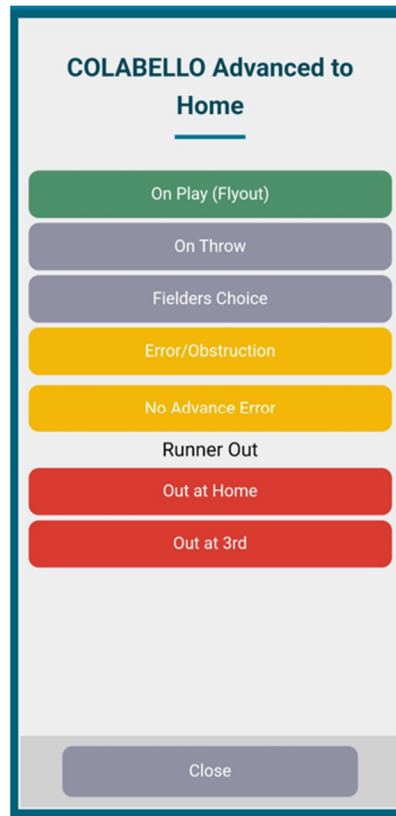 COLABELLO Advanced to
Home
On Play (Flyout)
On Throw
Fielders Choice
Error/Obstruction
No Advance Error
Runner Out
Out at Home
Out at 3rd
Close